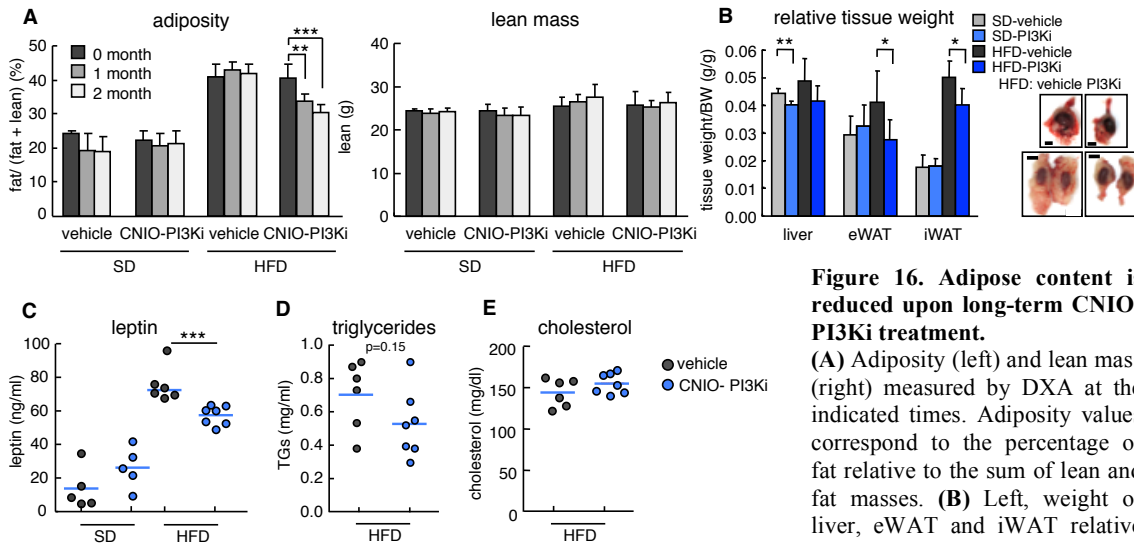 A
adiposity
lean mass
fat/ (fat + lean) (%)
50
40
30
20
10
0
0 month
1 month
2 month
***
**
vehicle CNIO-PI3Ki vehicle CNIO-PI3Ki
SD HFD
lean (g)
50
40
30
20
10
0
vehicle CNIO-PI3Ki vehicle CNIO-PI3Ki
SD HFD
B
relative tissue weight
tissue weight/BW (g/g)
0.06
0.05
0.04
0.03
0.02
0.01
0.00
** * *
liver eWAT iWAT
SD-vehicle
SD-PI3Ki
HFD-vehicle
HFD-PI3Ki
HFD: vehicle PI3Ki
C
leptin
leptin (ng/ml)
100
80
60
40
20
0
***
SD HFD
D
triglycerides
p=0.15
TGs (mg/ml)
1.0
0.8
0.6
0.4
0.2
0.0
HFD
E
cholesterol
cholesterol (mg/dl)
200
150
100
50
0
HFD
vehicle
CNIO- PI3Ki
Figure 16. Adipose content i
reduced upon long-term CNIO
PI3Ki treatment.
(A) Adiposity (left) and lean mas
(right) measured by DXA at the
indicated times. Adiposity value
correspond to the percentage o
fat relative to the sum of lean and
fat masses. (B) Left, weight o
liver, eWAT and iWAT relative